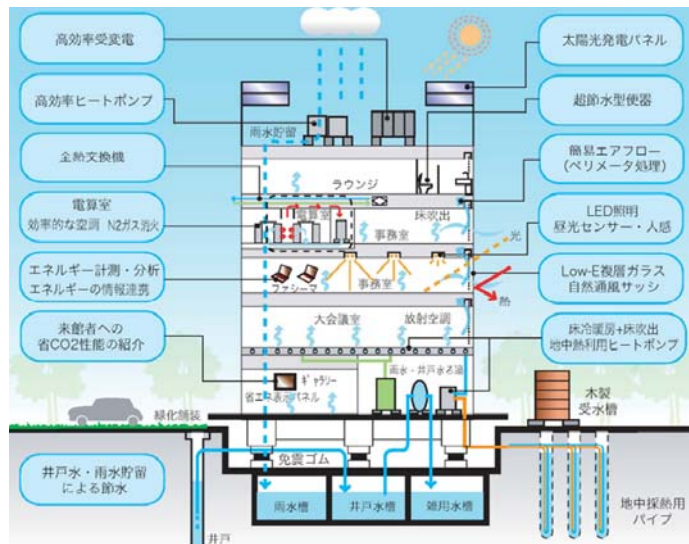 高効率受変電
高効率ヒートポンプ
全熱交換機
電算室
効率的な空調 N2ガス消火
エネルギー計測・分析
エネルギーの情報連携
来館者への
省CO2性能の紹介
井戸水・雨水貯留
による節水
太陽光発電パネル
超節水型便器
簡易エアフロー
(ペリメータ処理)
LED照明
昼光センサー・人感
Low-E複層ガラス
自然通風サッシ
床冷暖房+床吹出
地中熱利用ヒートポンプ
雨水貯留
ラウンジ
電算室
床吹出
事務室
光
ファシーマ
事務室
熱
大会議室
放射空調
ギャラリー
省エネ表示パネル
雨水・井戸水ろ過
木製
受水槽
緑化舗装
免震ゴム
雨水槽
井戸水槽
雑用水槽
井戸
地中採熱用
パイプ